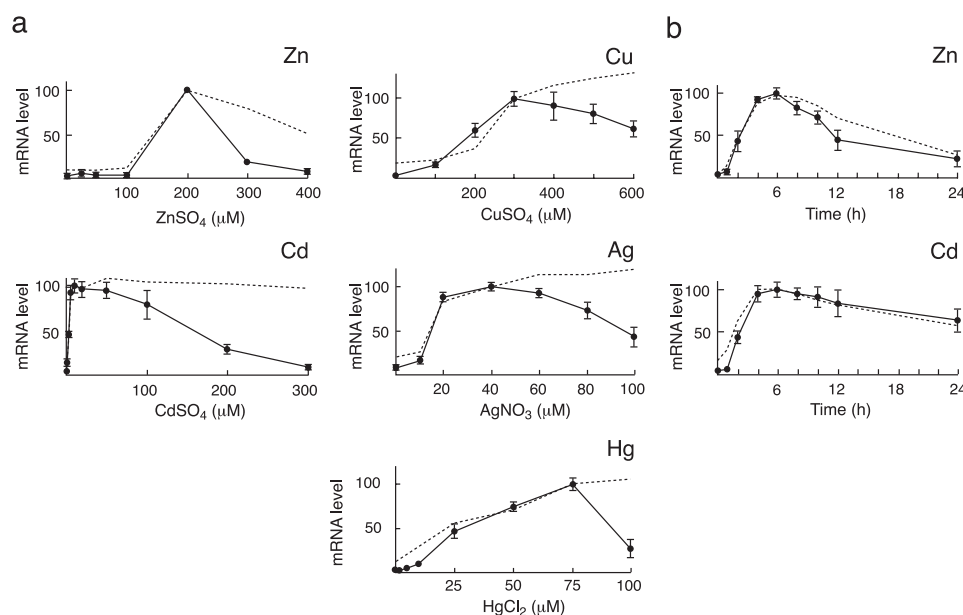 a
Zn
mRNA level
100
50
100
200
300
400
ZnSO₄ (μM)
Cu
mRNA level
100
50
200
400
600
CuSO₄ (μM)
b
Zn
mRNA level
100
50
6
12
18
24
Time (h)
Cd
mRNA level
100
50
100
200
300
CdSO₄ (μM)
Ag
mRNA level
100
50
20
40
60
80
100
AgNO₃ (μM)
Cd
mRNA level
100
50
6
12
18
24
Time (h)
Hg
mRNA level
100
50
25
50
75
100
HgCl₂ (μM)